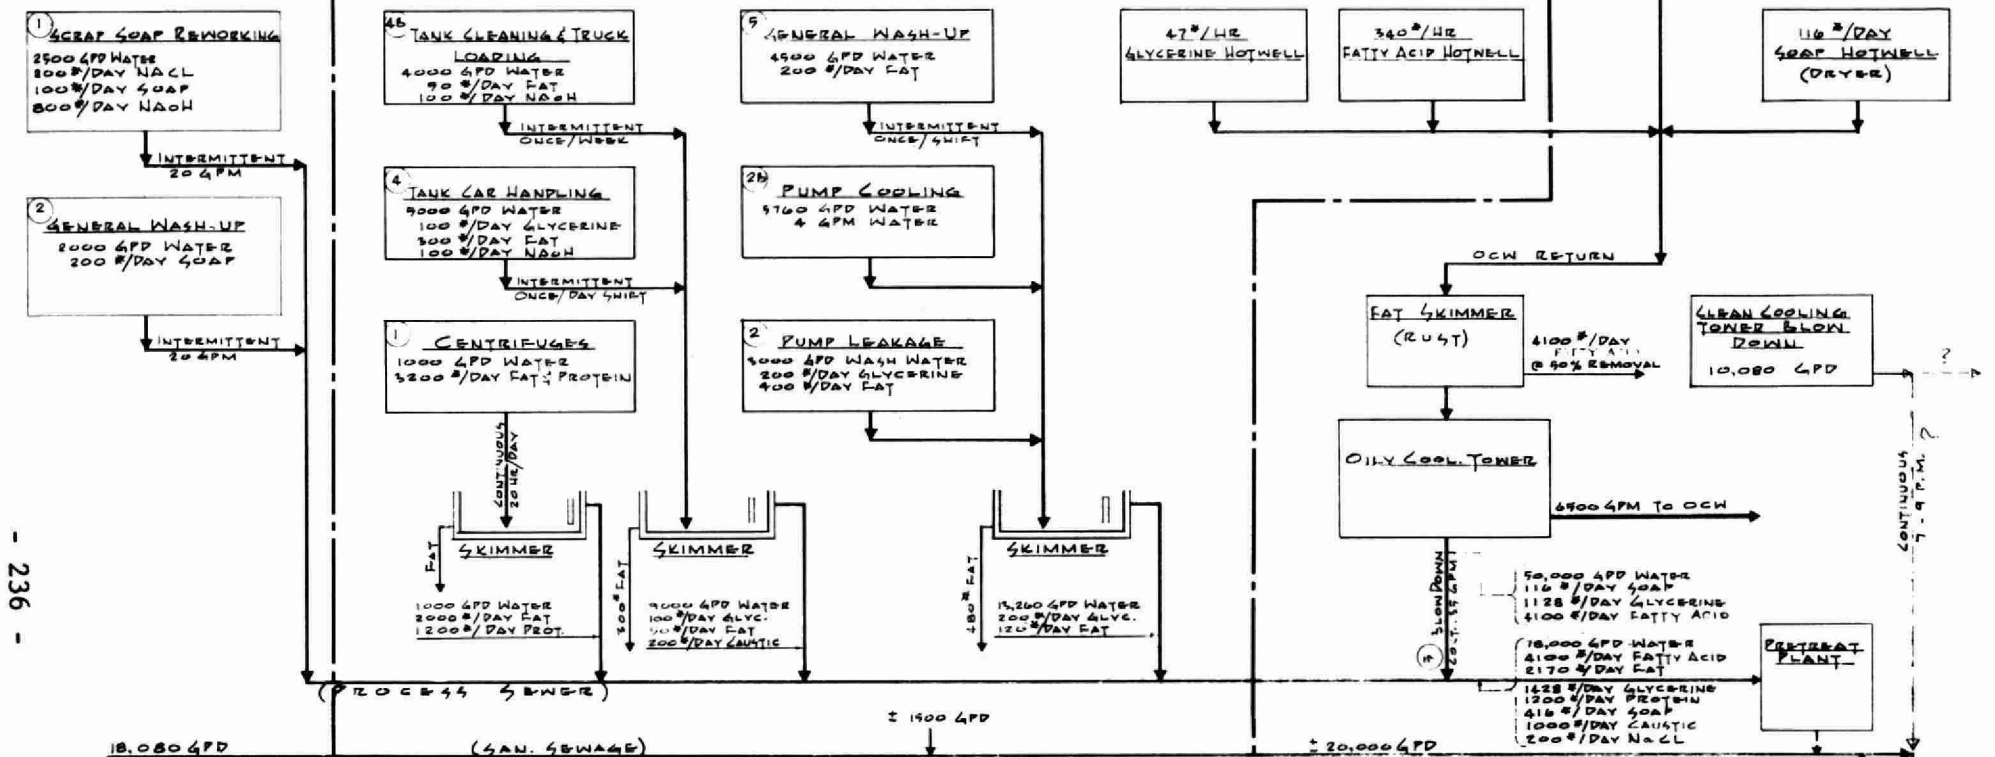 1
SCRAP SOAP REWORKING
2500 GPD WATER
200 #/DAY NACL
100 #/DAY SOAP
800 #/DAY NAOH
INTERMITTENT
20 GPM
2
GENERAL WASH-UP
2000 GPD WATER
200 #/DAY SOAP
INTERMITTENT
20 GPM
4B
TANK CLEANING & TRUCK
LOADING
4000 GPD WATER
50 #/DAY FAT
100 #/DAY NAOH
INTERMITTENT
ONCE/WEEK
4
TANK CAR HANDLING
5000 GPD WATER
100 #/DAY GLYCERINE
300 #/DAY FAT
100 #/DAY NAOH
INTERMITTENT
ONCE/DAY SHIFT
1
CENTRIFUGES
1000 GPD WATER
3200 #/DAY FAT & PROTEIN
CONTINUOUS
20 HR/DAY
5
GENERAL WASH-UP
4500 GPD WATER
200 #/DAY FAT
INTERMITTENT
ONCE/SHIFT
2B
PUMP COOLING
5760 GPD WATER
4 GPM WATER
2
PUMP LEAKAGE
3000 GPD WASH WATER
200 #/DAY GLYCERINE
400 #/DAY FAT
47 #/HR
GLYCERINE HOTWELL
340 #/HR
FATTY ACID HOTWELL
116 #/DAY
SOAP HOTWELL
(DRYER)
OCW RETURN
FAT SKIMMER
(RUST)
4100 #/DAY
FATTY ACID
@ 50% REMOVAL
CLEAN COOLING
TOWER BLOW
DOWN
10,080 GPD
?
CONTINUOUS
7-9 P.M. ?
OILY COOL. TOWER
6500 GPM TO OCW
BLOWDOWN
50,000 GPD WATER
116 #/DAY SOAP
1128 #/DAY GLYCERINE
4100 #/DAY FATTY ACID
SKIMMER
FAT
1000 GPD WATER
2000 #/DAY FAT
1200 #/DAY PROT.
SKIMMER
300 # FAT
9000 GPD WATER
100 #/DAY GLYC.
50 #/DAY FAT
200 #/DAY CAUSTIC
SKIMMER
480 # FAT
13,260 GPD WATER
200 #/DAY GLYC.
120 #/DAY FAT
78,000 GPD WATER
4100 #/DAY FATTY ACID
2170 #/DAY FAT
1428 #/DAY GLYCERINE
1200 #/DAY PROTEIN
416 #/DAY SOAP
1000 #/DAY CAUSTIC
200 #/DAY NACL
PRETREAT
PLANT
(PROCESS SEWER)
± 1500 GPD
18,080 GPD
(SAN. SEWAGE)
± 20,000 GPD
- 236 -